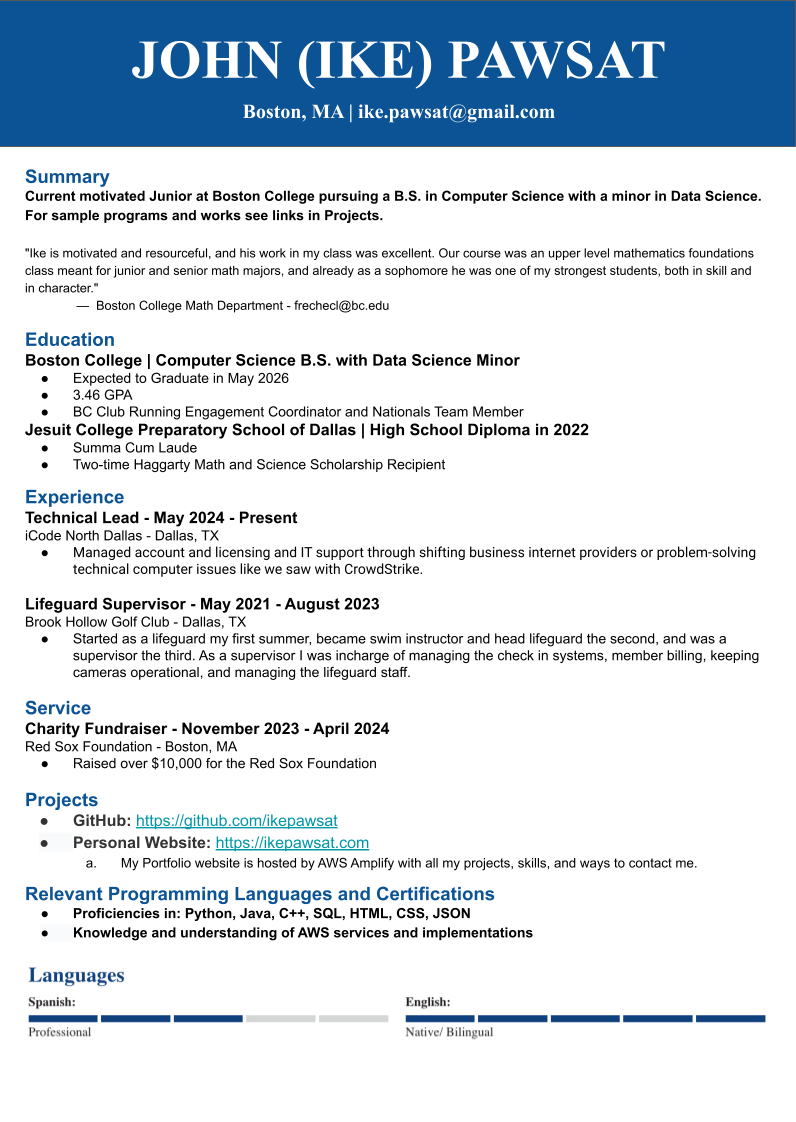 JOHN (IKE) PAWSAT
Boston, MA | ike.pawsat@gmail.com
Summary
Current motivated Junior at Boston College pursuing a B.S. in Computer Science with a minor in Data Science.
For sample programs and works see links in Projects.
"Ike is motivated and resourceful, and his work in my class was excellent. Our course was an upper level mathematics foundations
class meant for junior and senior math majors, and already as a sophomore he was one of my strongest students, both in skill and
in character."
— Boston College Math Department - frechecl@bc.edu
Education
Boston College | Computer Science B.S. with Data Science Minor
● Expected to Graduate in May 2026
● 3.46 GPA
● BC Club Running Engagement Coordinator and Nationals Team Member
Jesuit College Preparatory School of Dallas | High School Diploma in 2022
● Summa Cum Laude
● Two-time Haggarty Math and Science Scholarship Recipient
Experience
Technical Lead - May 2024 - Present
iCode North Dallas - Dallas, TX
● Managed account and licensing and IT support through shifting business internet providers or problem-solving
technical computer issues like we saw with CrowdStrike.
Lifeguard Supervisor - May 2021 - August 2023
Brook Hollow Golf Club - Dallas, TX
● Started as a lifeguard my first summer, became swim instructor and head lifeguard the second, and was a
supervisor the third. As a supervisor I was incharge of managing the check in systems, member billing, keeping
cameras operational, and managing the lifeguard staff.
Service
Charity Fundraiser - November 2023 - April 2024
Red Sox Foundation - Boston, MA
● Raised over $10,000 for the Red Sox Foundation
Projects
● GitHub: https://github.com/ikepawsat
● Personal Website: https://ikepawsat.com
a. My Portfolio website is hosted by AWS Amplify with all my projects, skills, and ways to contact me.
Relevant Programming Languages and Certifications
● Proficiencies in: Python, Java, C++, SQL, HTML, CSS, JSON
● Knowledge and understanding of AWS services and implementations
Languages
Spanish:
Professional
English:
Native/ Bilingual